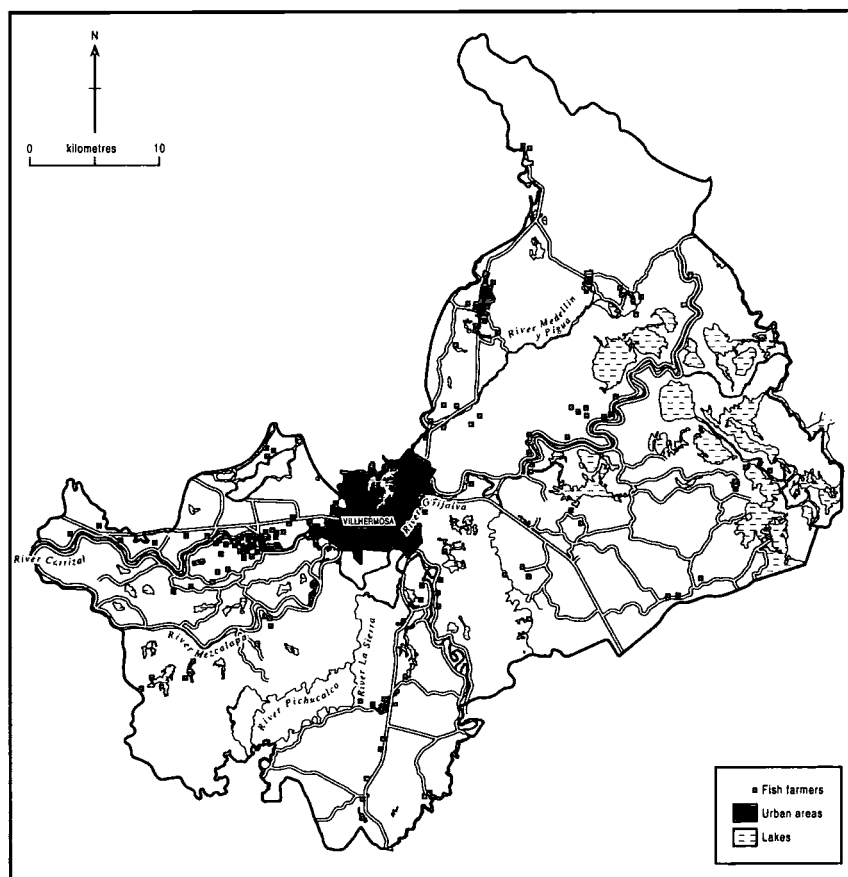 N
0 kilometres 10
River Medellin
y Pigua
VILLHERMOSA
River Grijalva
River Carrizal
River Mezcalapa
River La Sierra
River Pichucalco
Fish farmers
Urban areas
Lakes